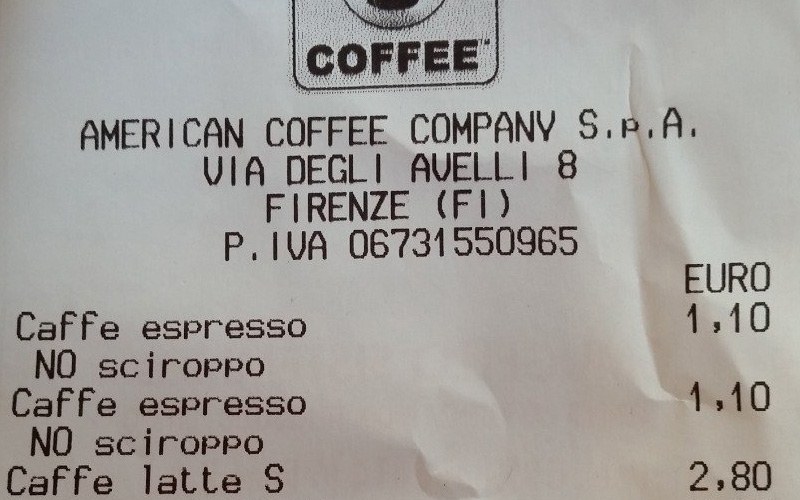 COFFEE™
AMERICAN COFFEE COMPANY S.P.A.
VIA DEGLI AVELLI 8
FIRENZE (FI)
P.IVA 06731550965
EURO
Caffe espresso 1,10
NO sciroppo
Caffe espresso 1,10
NO sciroppo
Caffe latte S 2,80